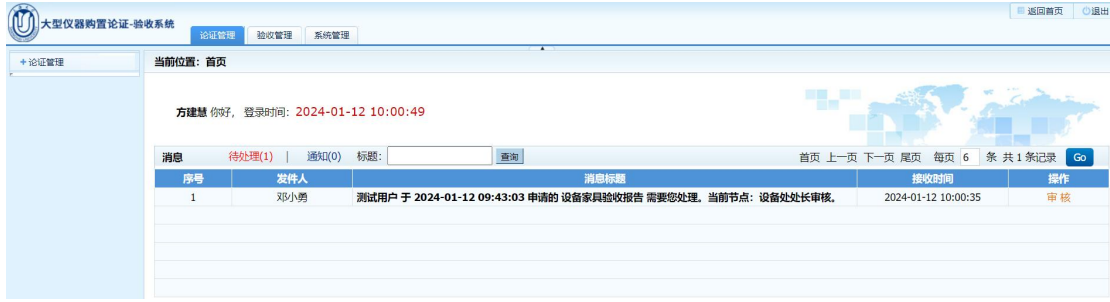 返回首页 退出
大型仪器购置论证-验收系统
论证管理 验收管理 系统管理
+论证管理
当前位置：首页
方建慧 你好， 登录时间：2024-01-12 10:00:49
消息 待处理(1) | 通知(0) 标题： 查询 首页 上一页 下一页 尾页 每页 6 条 共 1 条记录 Go
序号 发件人 消息标题 接收时间 操作
1 邓小勇 测试用户 于 2024-01-12 09:43:03 申请的 设备家具验收报告 需要您处理。当前节点：设备处处长审核。 2024-01-12 10:00:35 审 核